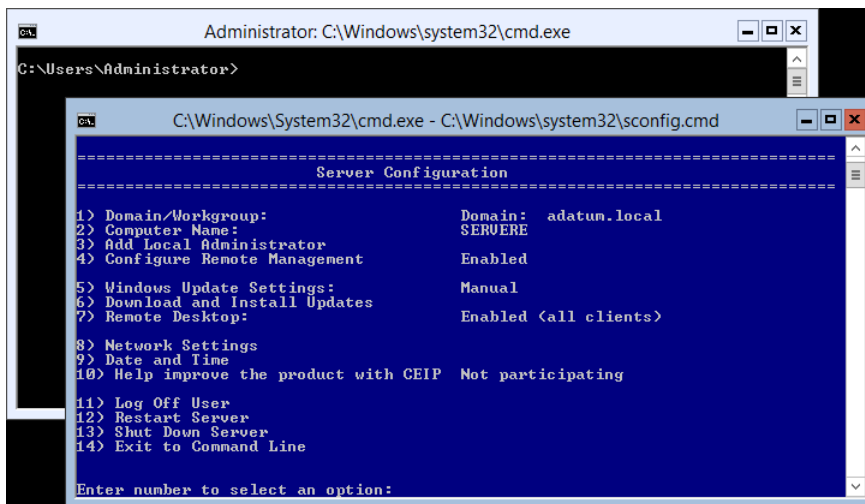 Administrator: C:\Windows\system32\cmd.exe
C:\Users\Administrator>
C:\Windows\System32\cmd.exe - C:\Windows\system32\sconfig.cmd
===============================================================================
Server Configuration
===============================================================================
1) Domain/Workgroup: Domain: adatum.local
2) Computer Name: SERVERE
3) Add Local Administrator
4) Configure Remote Management Enabled
5) Windows Update Settings: Manual
6) Download and Install Updates
7) Remote Desktop: Enabled (all clients)
8) Network Settings
9) Date and Time
10) Help improve the product with CEIP Not participating
11) Log Off User
12) Restart Server
13) Shut Down Server
14) Exit to Command Line
Enter number to select an option: